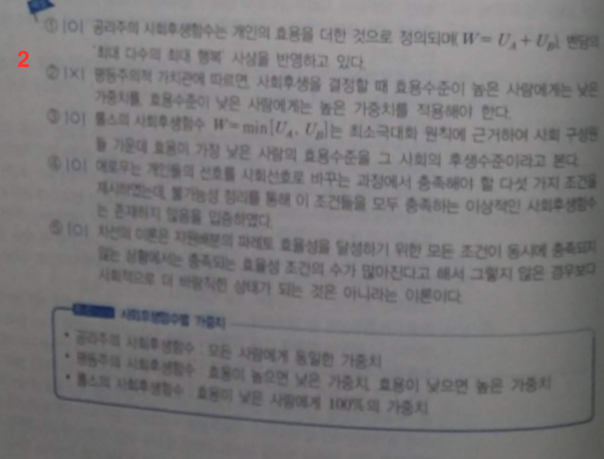 ① |O| 공리주의 사회후생함수는 개인의 효용을 더한 것으로 정의되며(W = U_A + U_B), 벤담의
2
'최대 다수의 최대 행복' 사상을 반영하고 있다.
② |X| 평등주의적 가치관에 따르면, 사회후생을 결정할 때 효용수준이 높은 사람에게는 낮은
가중치를, 효용수준이 낮은 사람에게는 높은 가중치를 적용해야 한다.
③ |O| 롤스의 사회후생함수 W=min[U_A, U_B]는 최소극대화 원칙에 근거하여 사회 구성원
들 가운데 효용이 가장 낮은 사람의 효용수준을 그 사회의 후생수준이라고 본다.
④ |O| 애로우는 개인들의 선호를 사회선호로 바꾸는 과정에서 충족해야 할 다섯 가지 조건을
제시하였는데, 불가능성 정리를 통해 이 조건들을 모두 충족하는 이상적인 사회후생함수
는 존재하지 않음을 입증하였다.
⑤ |O| 차선의 이론은 자원배분의 파레토 효율성을 달성하기 위한 모든 조건이 동시에 충족되지
않는 상황에서는 충족되는 효율성 조건의 수가 많아진다고 해서 그렇지 않은 경우보다
사회적으로 더 바람직한 상태가 되는 것은 아니라는 이론이다.
사회후생함수별 가중치
• 공리주의 사회후생함수 : 모든 사람에게 동일한 가중치
• 평등주의 사회후생함수 : 효용이 높으면 낮은 가중치, 효용이 낮으면 높은 가중치
• 롤스의 사회후생함수 : 효용이 낮은 사람에게 100%의 가중치